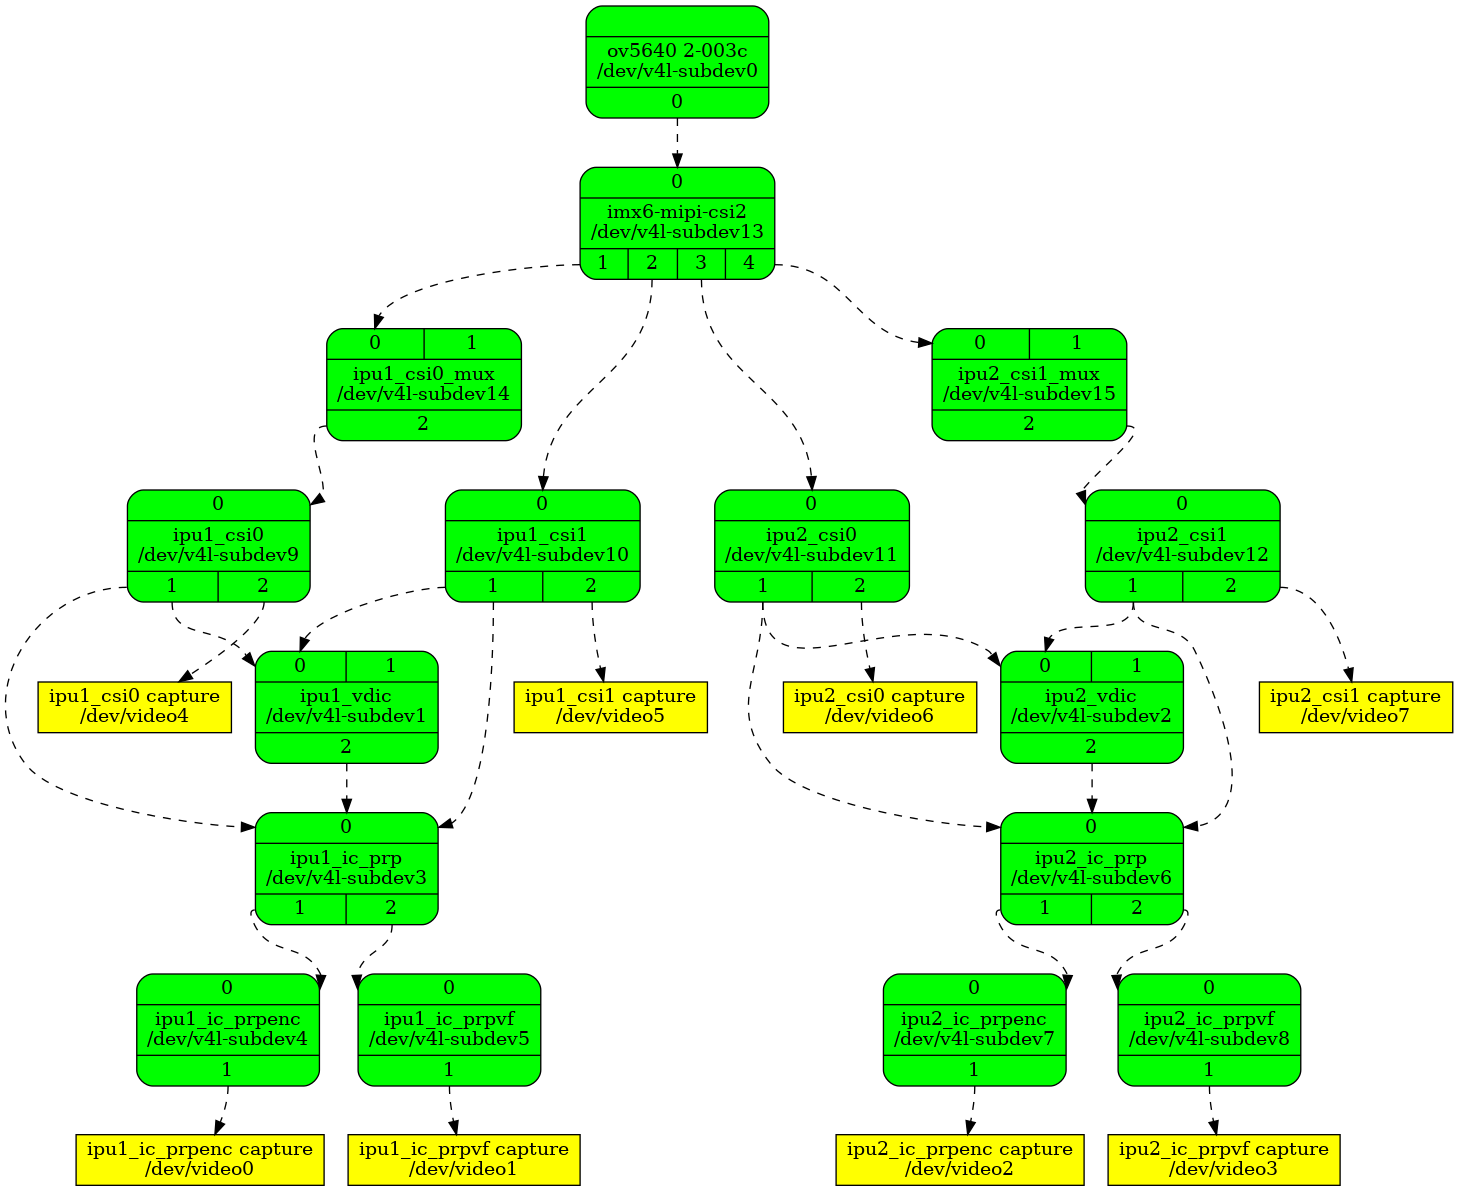 ov5640 2-003c
/dev/v4l-subdev0
0
0
imx6-mipi-csi2
/dev/v4l-subdev13
1 2 3 4
0 1
ipu1_csi0_mux
/dev/v4l-subdev14
2
0 1
ipu2_csi1_mux
/dev/v4l-subdev15
2
0
ipu1_csi0
/dev/v4l-subdev9
1 2
0
ipu1_csi1
/dev/v4l-subdev10
1 2
0
ipu2_csi0
/dev/v4l-subdev11
1 2
0
ipu2_csi1
/dev/v4l-subdev12
1 2
ipu1_csi0 capture
/dev/video4
0 1
ipu1_vdic
/dev/v4l-subdev1
2
ipu1_csi1 capture
/dev/video5
ipu2_csi0 capture
/dev/video6
0 1
ipu2_vdic
/dev/v4l-subdev2
2
ipu2_csi1 capture
/dev/video7
0
ipu1_ic_prp
/dev/v4l-subdev3
1 2
0
ipu2_ic_prp
/dev/v4l-subdev6
1 2
0
ipu1_ic_prpenc
/dev/v4l-subdev4
1
0
ipu1_ic_prpvf
/dev/v4l-subdev5
1
0
ipu2_ic_prpenc
/dev/v4l-subdev7
1
0
ipu2_ic_prpvf
/dev/v4l-subdev8
1
ipu1_ic_prpenc capture
/dev/video0
ipu1_ic_prpvf capture
/dev/video1
ipu2_ic_prpenc capture
/dev/video2
ipu2_ic_prpvf capture
/dev/video3